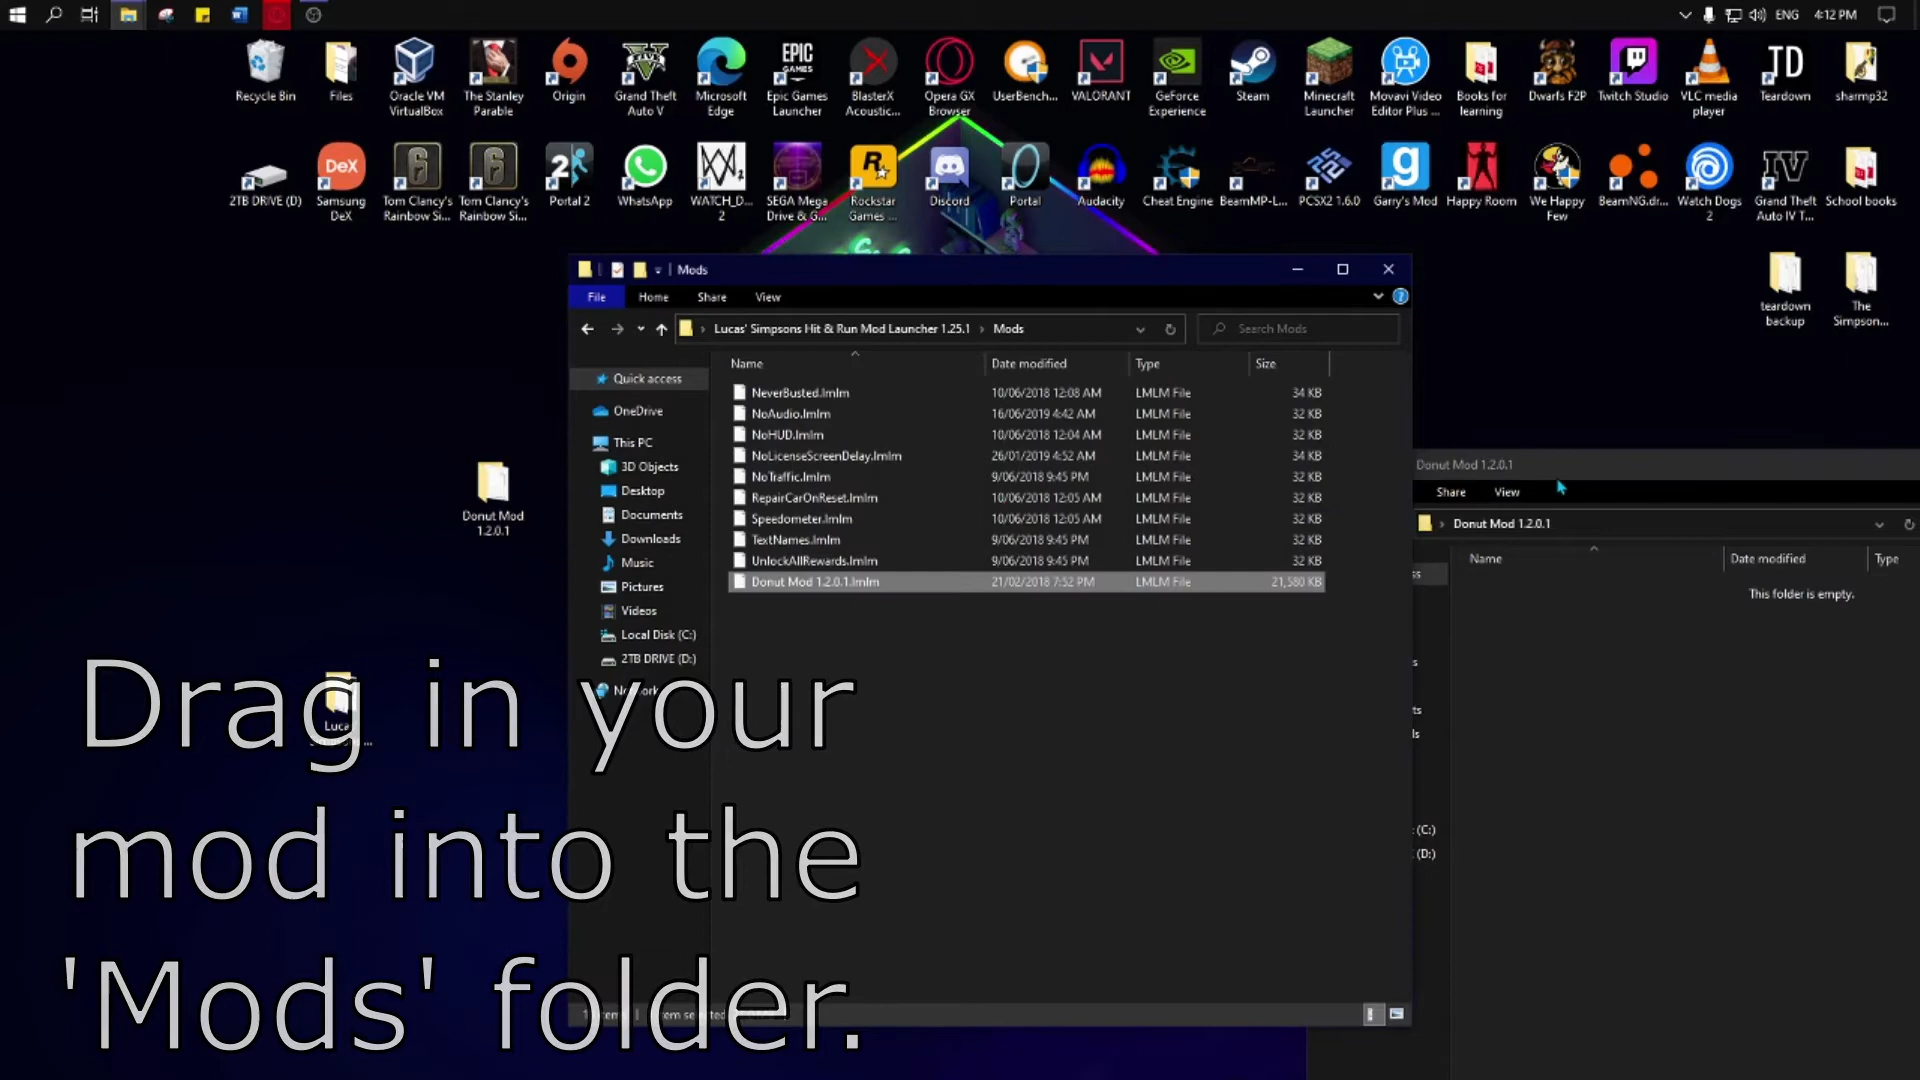 ENG
4:12 PM
Recycle Bin
Files
Oracle VM
VirtualBox
The Stanley
Parable
Origin
Grand Theft
Auto V
Microsoft
Edge
EPIC
GAMES
Epic Games
Launcher
BlasterX
Acoustic...
Opera GX
Browser
UserBench...
VALORANT
GeForce
Experience
Steam
Minecraft
Launcher
Movavi Video
Editor Plus ...
Books for
learning
Dwarfs F2P
Twitch Studio
VLC media
player
JD
Teardown
sharmp32
2TB DRIVE (D)
DeX
Samsung
DeX
Tom Clancy's
Rainbow Si...
Tom Clancy's
Rainbow Si...
2
Portal 2
WhatsApp
WATCH_D...
2
SEGA Mega
Drive & G...
Rockstar
Games ...
Discord
Portal
Audacity
Cheat Engine
BeamMP-L...
PCSX2 1.6.0
g
Garry's Mod
Happy Room
We Happy
Few
BeamNG.dr...
Watch Dogs
2
IV
Grand Theft
Auto IV T...
School books
teardown
backup
The
Simpson...
Donut Mod
1.2.0.1
Mods
File
Home
Share
View
Lucas' Simpsons Hit & Run Mod Launcher 1.25.1 › Mods
Search Mods
Name
Date modified
Type
Size
Quick access
OneDrive
This PC
3D Objects
Desktop
Documents
Downloads
Music
Pictures
Videos
Local Disk (C:)
2TB DRIVE (D:)
NeverBusted.lmlm 10/06/2018 12:08 AM LMLM File 34 KB
NoAudio.lmlm 16/06/2019 4:42 AM LMLM File 32 KB
NoHUD.lmlm 10/06/2018 12:04 AM LMLM File 32 KB
NoLicenseScreenDelay.lmlm 26/01/2019 4:52 AM LMLM File 34 KB
NoTraffic.lmlm 9/06/2018 9:45 PM LMLM File 32 KB
RepairCarOnReset.lmlm 10/06/2018 12:05 AM LMLM File 32 KB
Speedometer.lmlm 10/06/2018 12:05 AM LMLM File 32 KB
TextNames.lmlm 9/06/2018 9:45 PM LMLM File 32 KB
UnlockAllRewards.lmlm 9/06/2018 9:45 PM LMLM File 32 KB
Donut Mod 1.2.0.1.lmlm 21/02/2018 7:52 PM LMLM File 21,580 KB
Donut Mod 1.2.0.1
Share
View
Donut Mod 1.2.0.1
Name
Date modified
Type
This folder is empty.
(C:)
(D:)
Drag in your
mod into the
'Mods' folder.